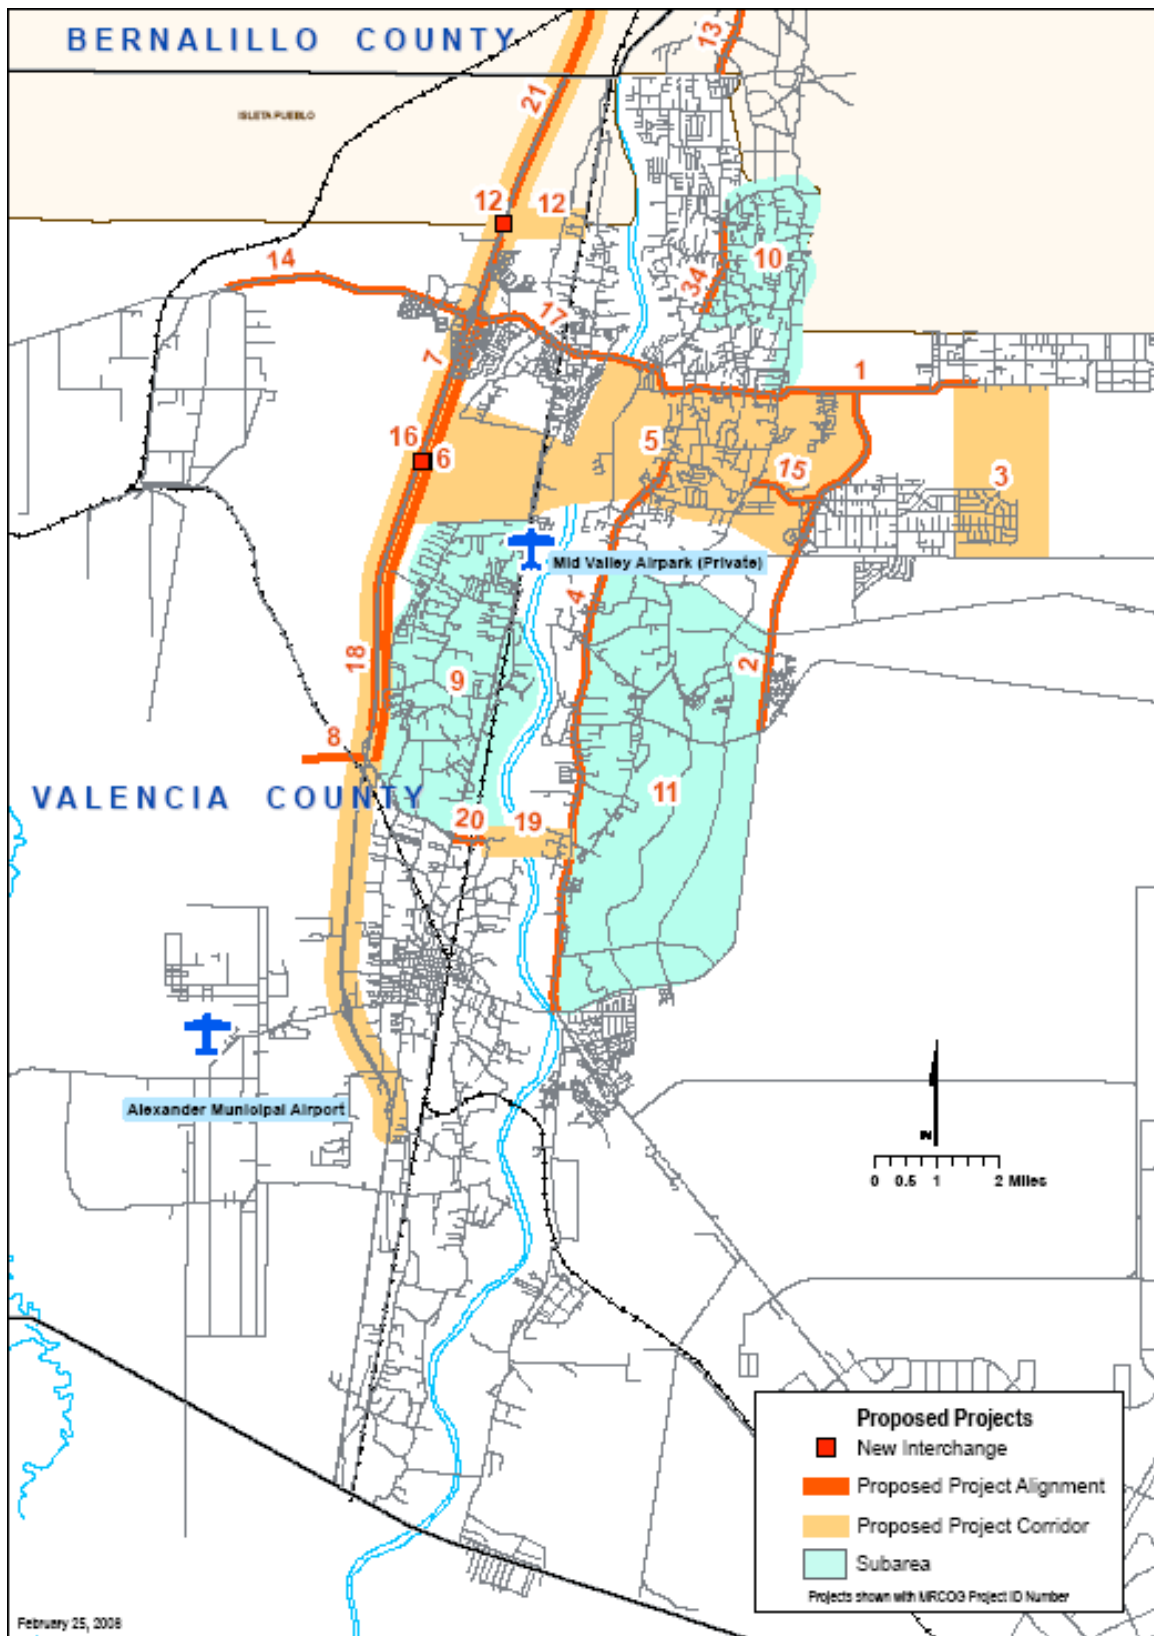 BERNALILLO COUNTY
13
21
ISLETA PUEBLO
12
12
10
14
34
17
7
1
16
6
5
15
3
Mid Valley Airpark (Private)
4
18
9
2
8
11
VALENCIA COUNTY
20
19
Alexander Municipal Airport
N
0 0.5 1 2 Miles
Proposed Projects
New Interchange
Proposed Project Alignment
Proposed Project Corridor
Subarea
Projects shown with MRCOG Project ID Number
February 25, 2008